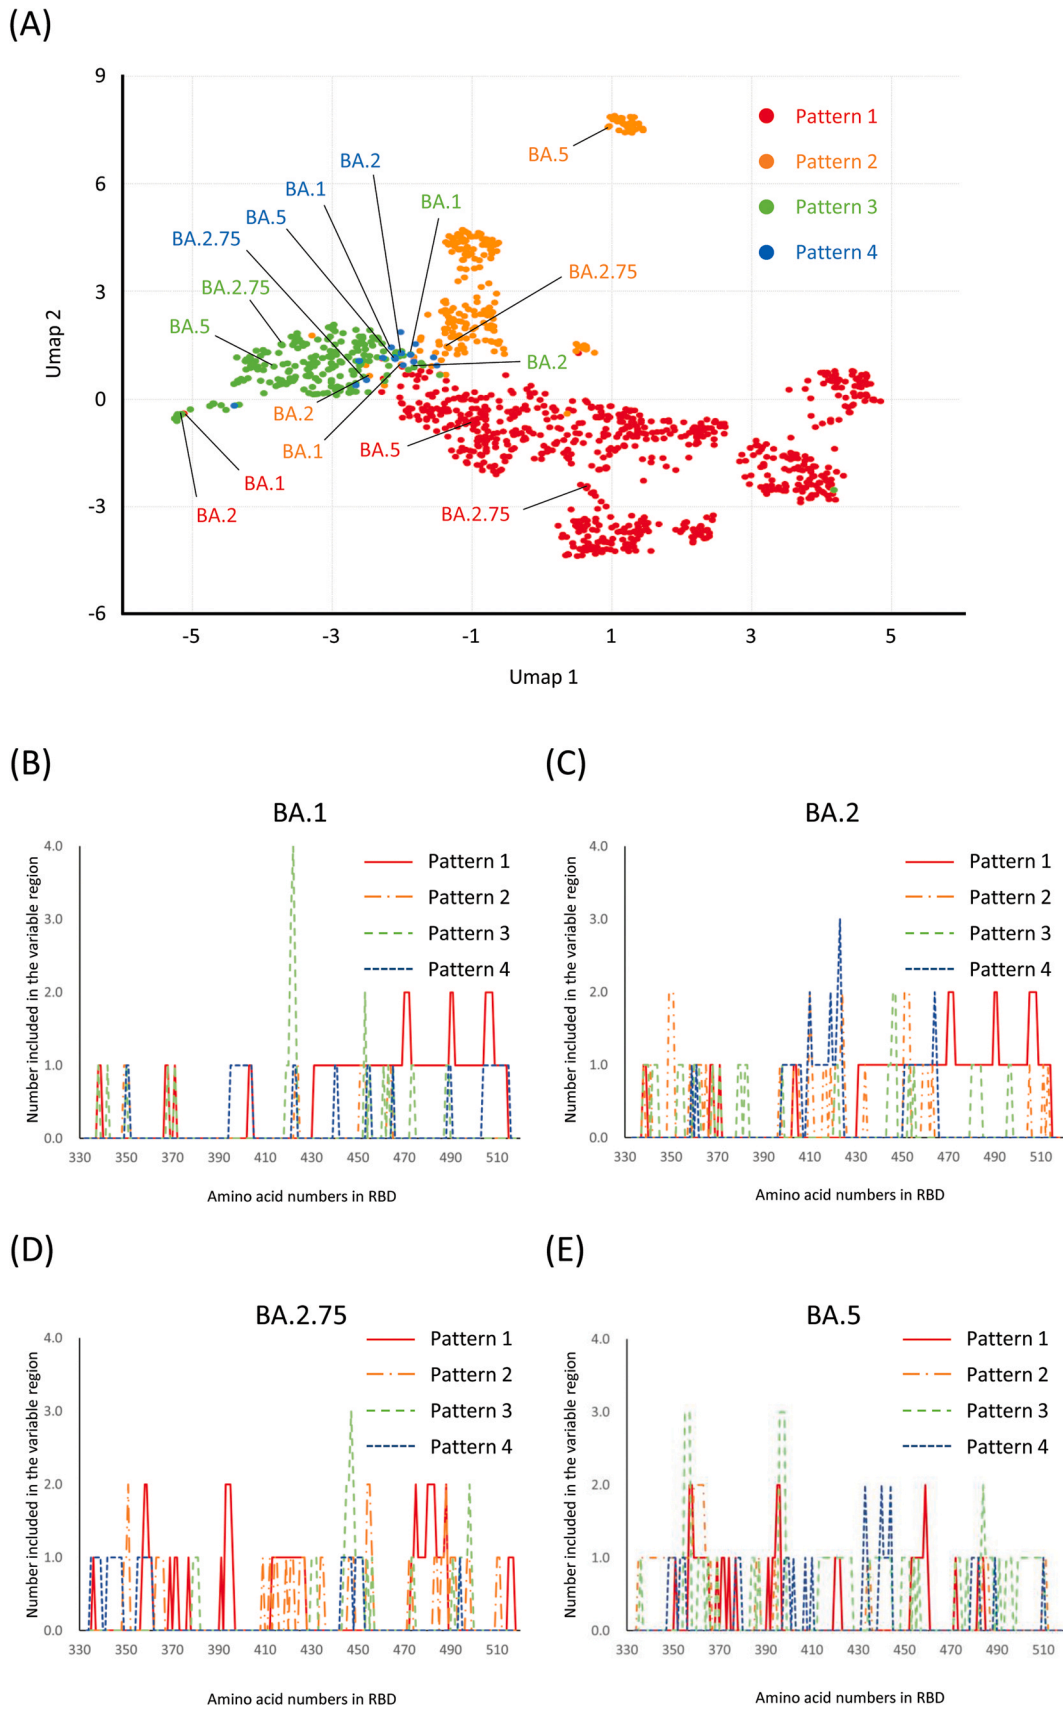 (A)
9
6
3
0
-3
-6
Umap 2
-5
-3
-1
1
3
5
Umap 1
Pattern 1
Pattern 2
Pattern 3
Pattern 4
BA.5
BA.2
BA.1
BA.1
BA.5
BA.2.75
BA.2.75
BA.2.75
BA.5
BA.2
BA.2
BA.1
BA.5
BA.1
BA.2
BA.2.75
(B)
BA.1
Number included in the variable region
4.0
3.0
2.0
1.0
0.0
330 350 370 390 410 430 450 470 490 510
Amino acid numbers in RBD
Pattern 1
Pattern 2
Pattern 3
Pattern 4
(C)
BA.2
Number included in the variable region
4.0
3.0
2.0
1.0
0.0
330 350 370 390 410 430 450 470 490 510
Amino acid numbers in RBD
Pattern 1
Pattern 2
Pattern 3
Pattern 4
(D)
BA.2.75
Number included in the variable region
4.0
3.0
2.0
1.0
0.0
330 350 370 390 410 430 450 470 490 510
Amino acid numbers in RBD
Pattern 1
Pattern 2
Pattern 3
Pattern 4
(E)
BA.5
Number included in the variable region
4.0
3.0
2.0
1.0
0.0
330 350 370 390 410 430 450 470 490 510
Amino acid numbers in RBD
Pattern 1
Pattern 2
Pattern 3
Pattern 4